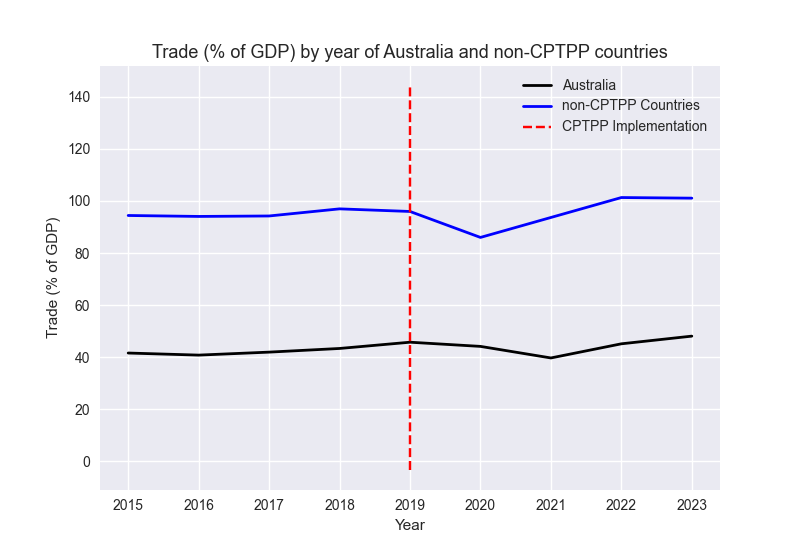 Trade (% of GDP) by year of Australia and non-CPTPP countries
Australia
non-CPTPP Countries
CPTPP Implementation
Trade (% of GDP)
140
120
100
80
60
40
20
0
2015 2016 2017 2018 2019 2020 2021 2022 2023
Year